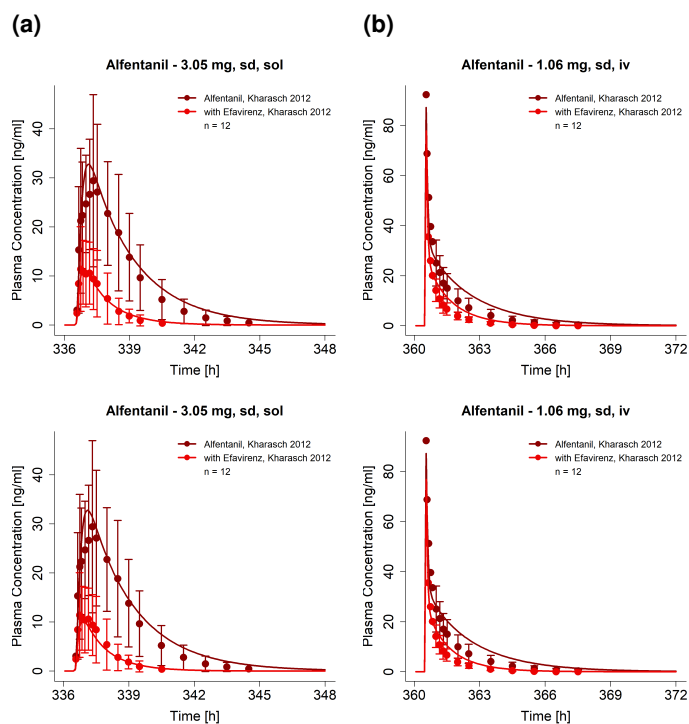 (a)
(b)
Alfentanil - 3.05 mg, sd, sol
Alfentanil, Kharasch 2012
with Efavirenz, Kharasch 2012
n = 12
Plasma Concentration [ng/ml]
40
30
20
10
0
336
339
342
345
348
Time [h]
Alfentanil - 1.06 mg, sd, iv
Alfentanil, Kharasch 2012
with Efavirenz, Kharasch 2012
n = 12
Plasma Concentration [ng/ml]
80
60
40
20
0
360
363
366
369
372
Time [h]
Alfentanil - 3.05 mg, sd, sol
Alfentanil, Kharasch 2012
with Efavirenz, Kharasch 2012
n = 12
Plasma Concentration [ng/ml]
40
30
20
10
0
336
339
342
345
348
Time [h]
Alfentanil - 1.06 mg, sd, iv
Alfentanil, Kharasch 2012
with Efavirenz, Kharasch 2012
n = 12
Plasma Concentration [ng/ml]
80
60
40
20
0
360
363
366
369
372
Time [h]